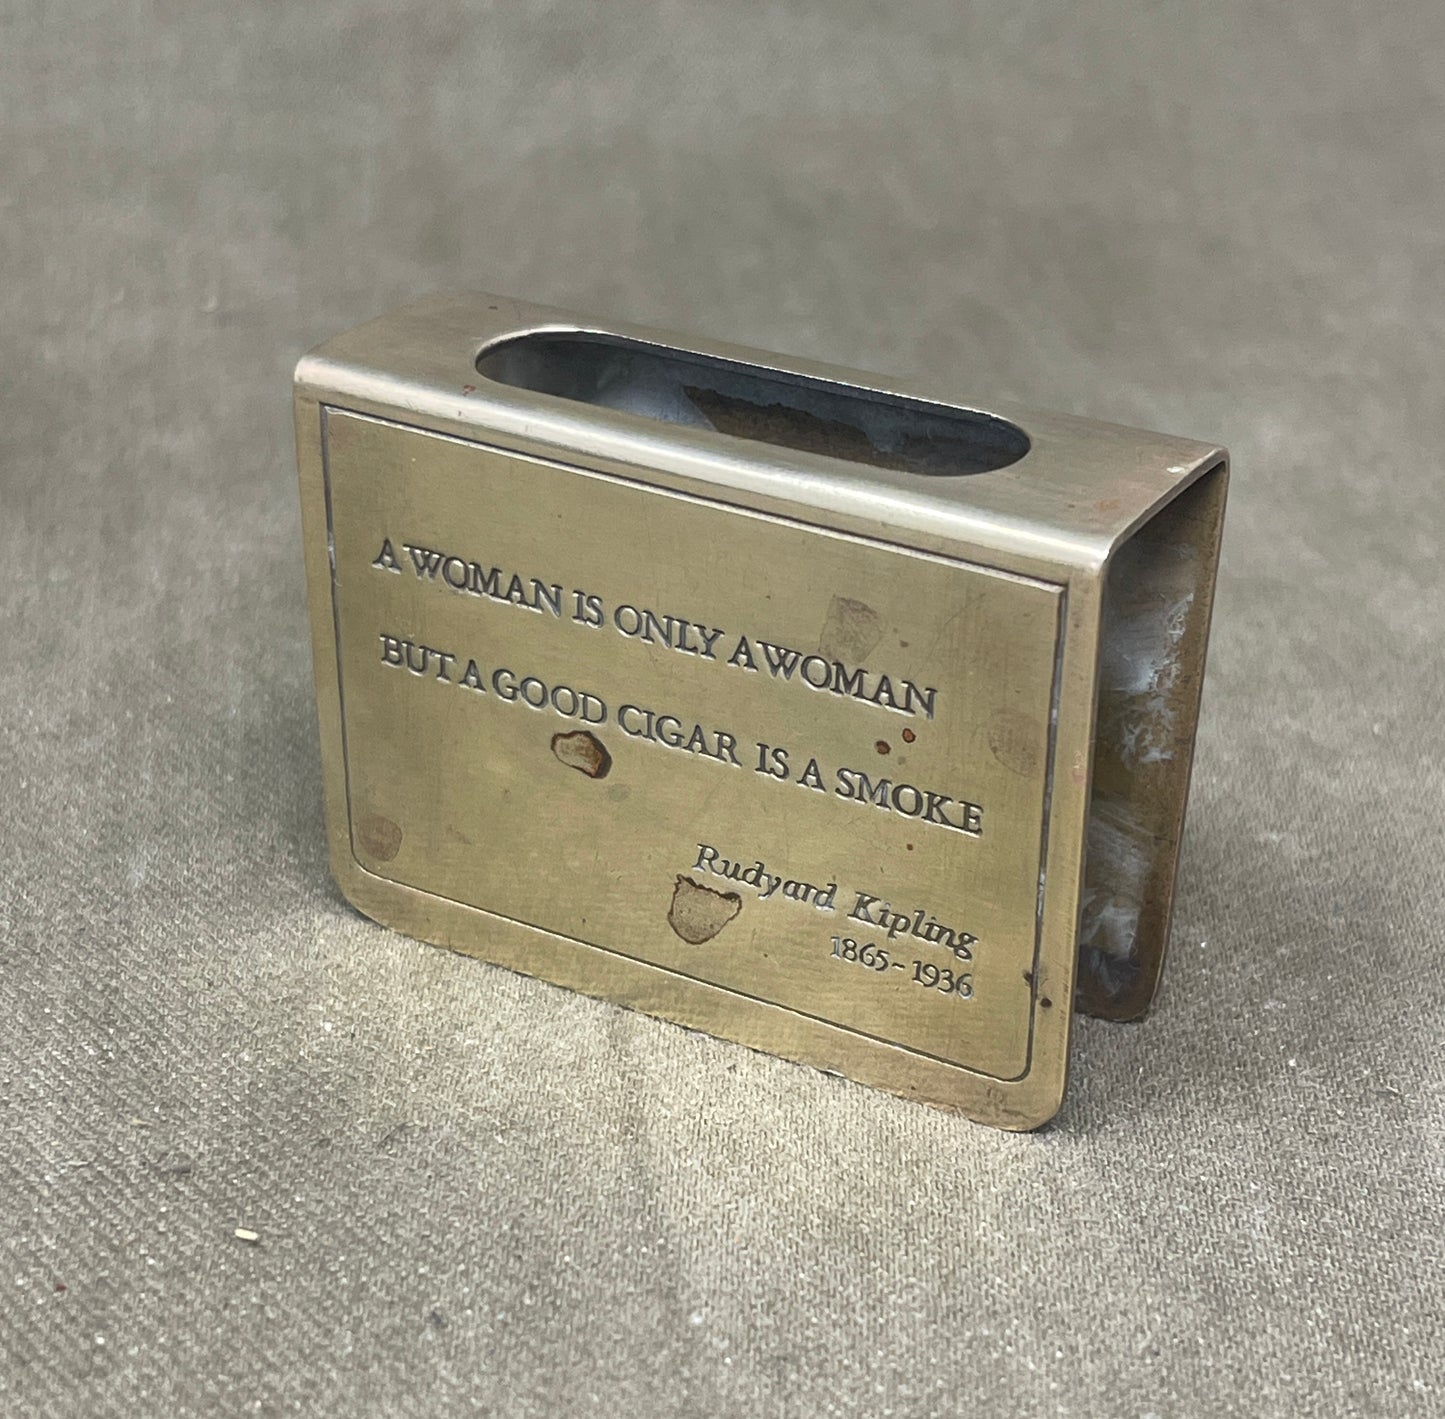 A WOMAN IS ONLY A WOMAN
BUT A GOOD CIGAR IS A SMOKE
Rudyard Kipling
1865-1936